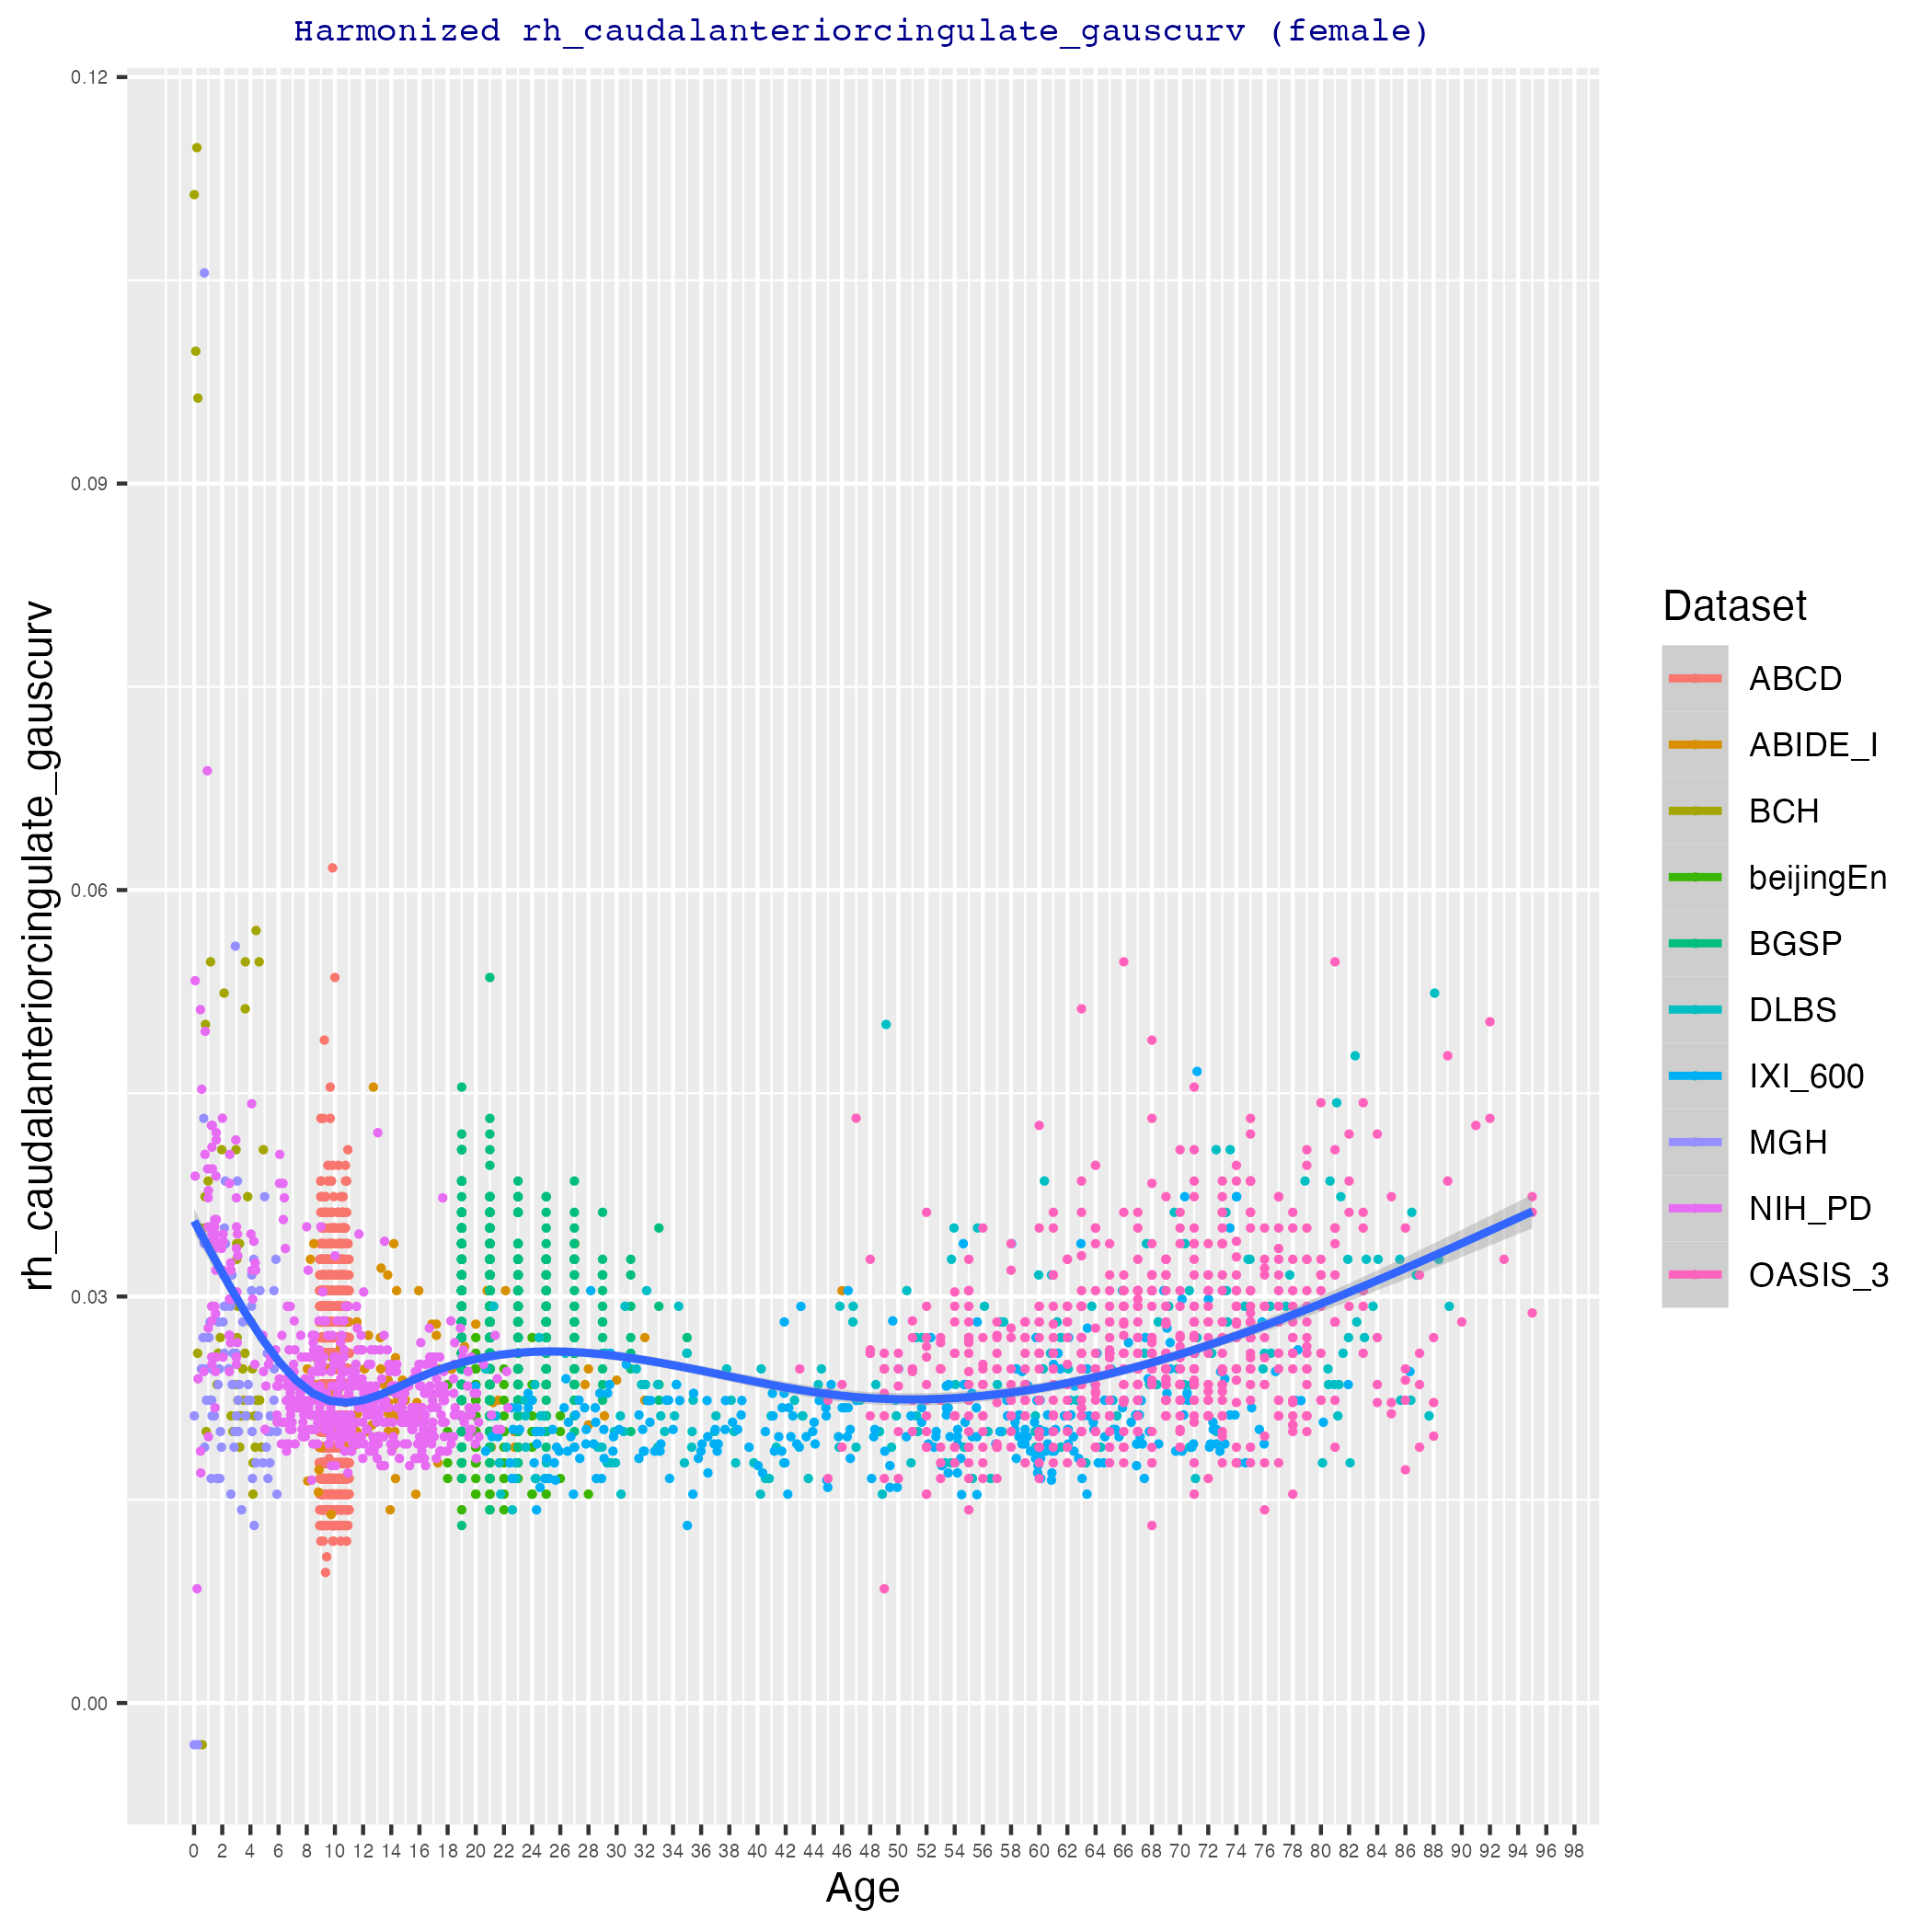 Harmonized rh_caudalanteriorcingulate_gauscurv (female)
rh_caudalanteriorcingulate_gauscurv
0.12
0.09
0.06
0.03
0.00
0 2 4 6 8 10 12 14 16 18 20 22 24 26 28 30 32 34 36 38 40 42 44 46 48 50 52 54 56 58 60 62 64 66 68 70 72 74 76 78 80 82 84 86 88 90 92 94 96 98
Age
Dataset
ABCD
ABIDE_I
BCH
beijingEn
BGSP
DLBS
IXI_600
MGH
NIH_PD
OASIS_3